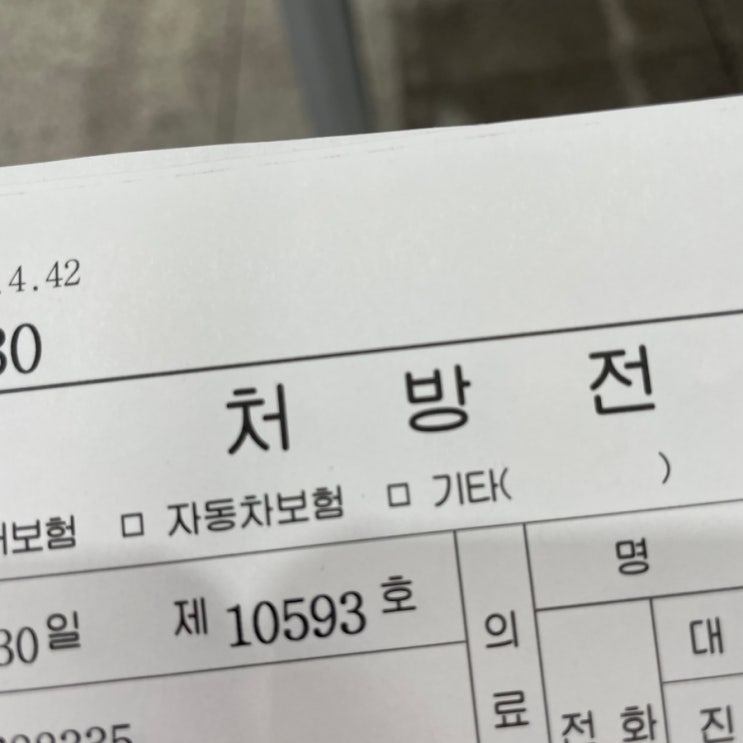 .4.42
30
처 방 전
보험 □ 자동차보험 □ 기타( )
30일 제 10593 호
의료
명
전화
대
진